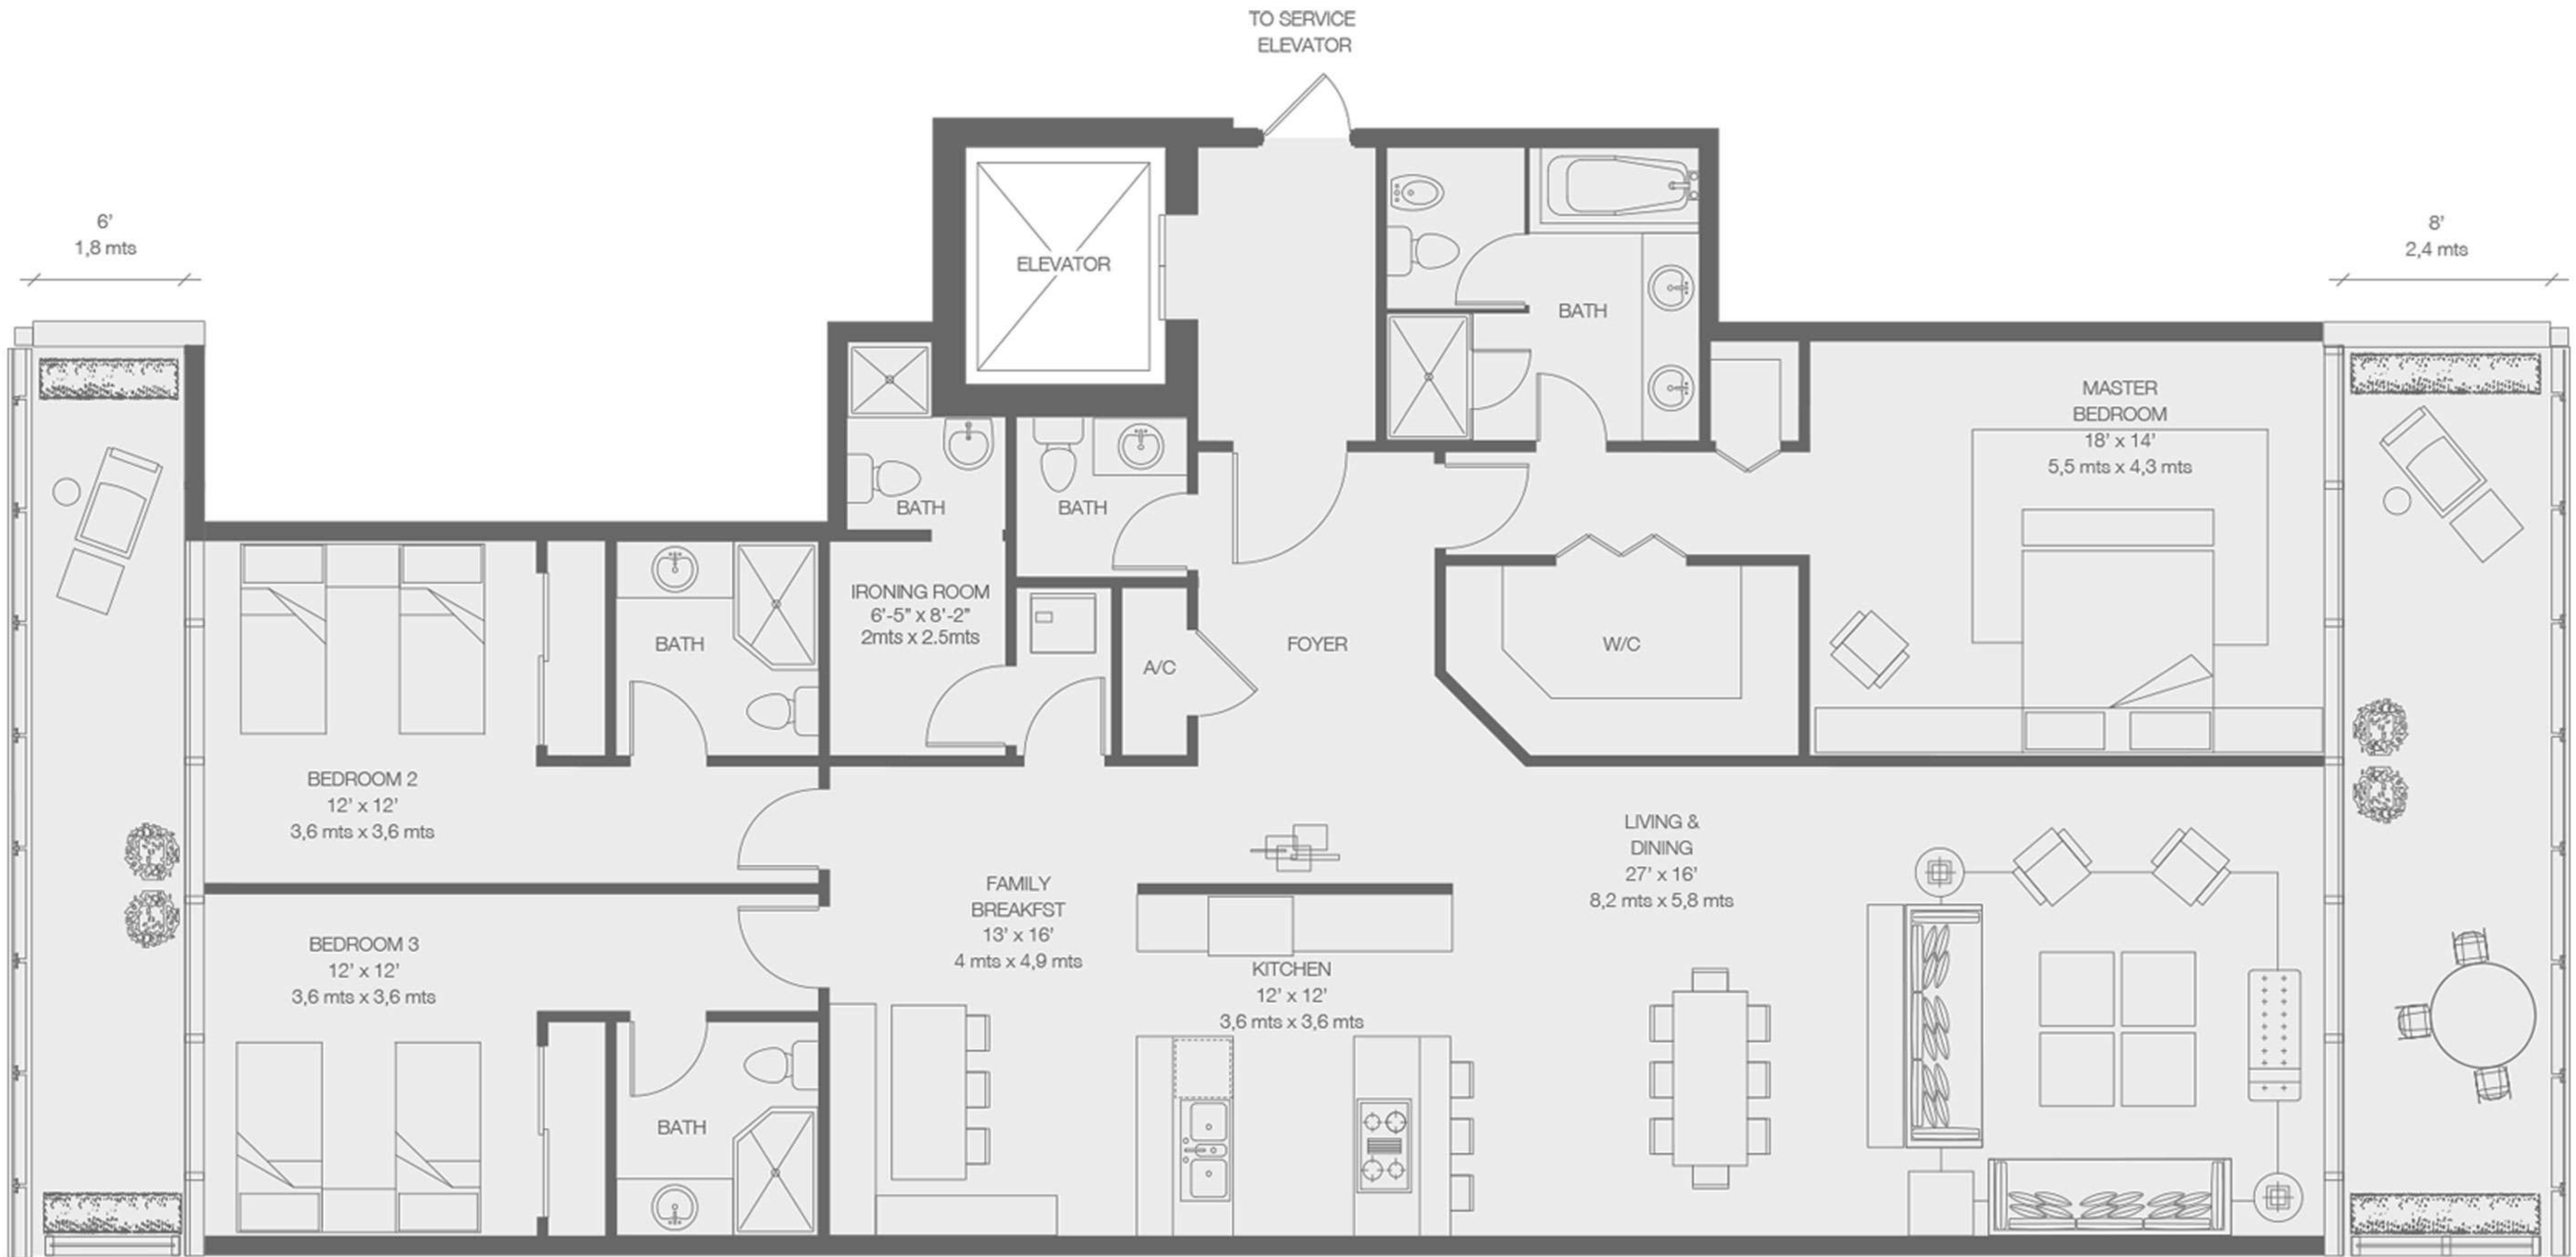 TO SERVICE
ELEVATOR
6'
1,8 mts
8'
2,4 mts
ELEVATOR
BATH
MASTER
BEDROOM
18' x 14'
5,5 mts x 4,3 mts
BATH
BATH
IRONING ROOM
6'-5" x 8'-2"
2mts x 2.5mts
BATH
A/C
FOYER
W/C
BEDROOM 2
12' x 12'
3,6 mts x 3,6 mts
LIVING &
DINING
27' x 16'
8,2 mts x 5,8 mts
FAMILY
BREAKFST
13' x 16'
4 mts x 4,9 mts
BEDROOM 3
12' x 12'
3,6 mts x 3,6 mts
KITCHEN
12' x 12'
3,6 mts x 3,6 mts
BATH